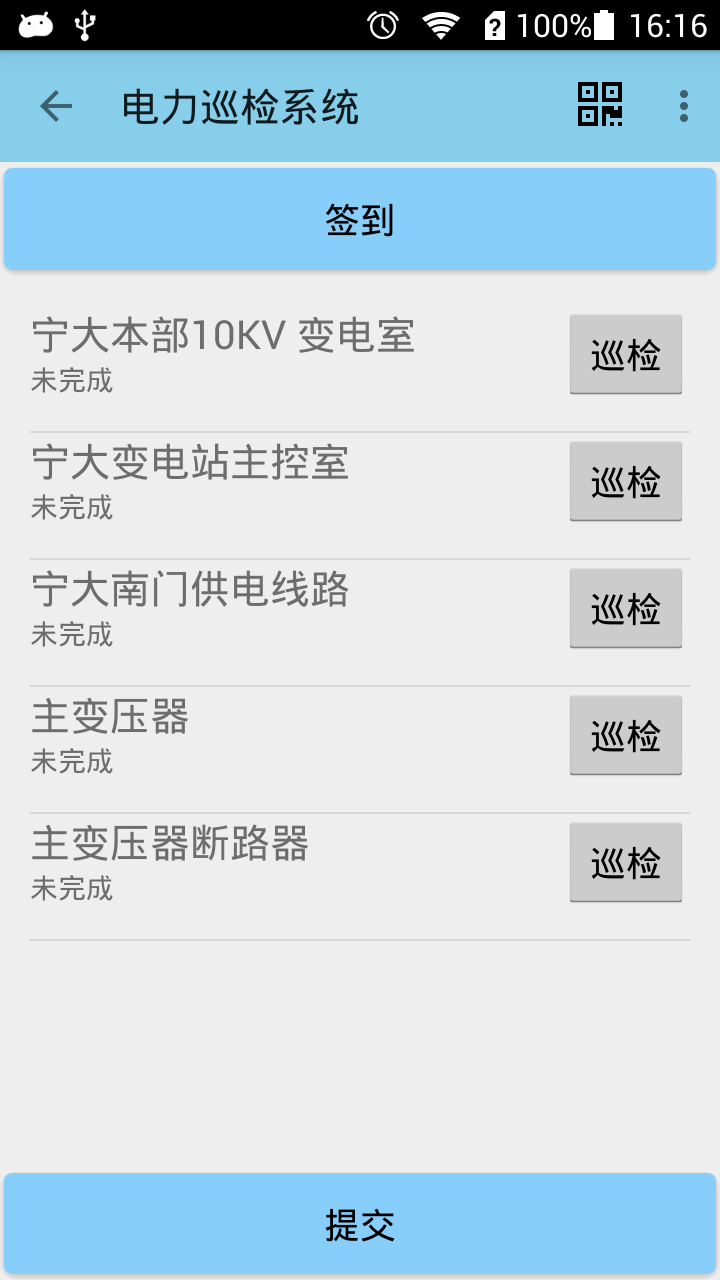 100% 16:16
电力巡检系统
签到
宁大本部10KV 变电室
未完成
巡检
宁大变电站主控室
未完成
巡检
宁大南门供电线路
未完成
巡检
主变压器
未完成
巡检
主变压器断路器
未完成
巡检
提交